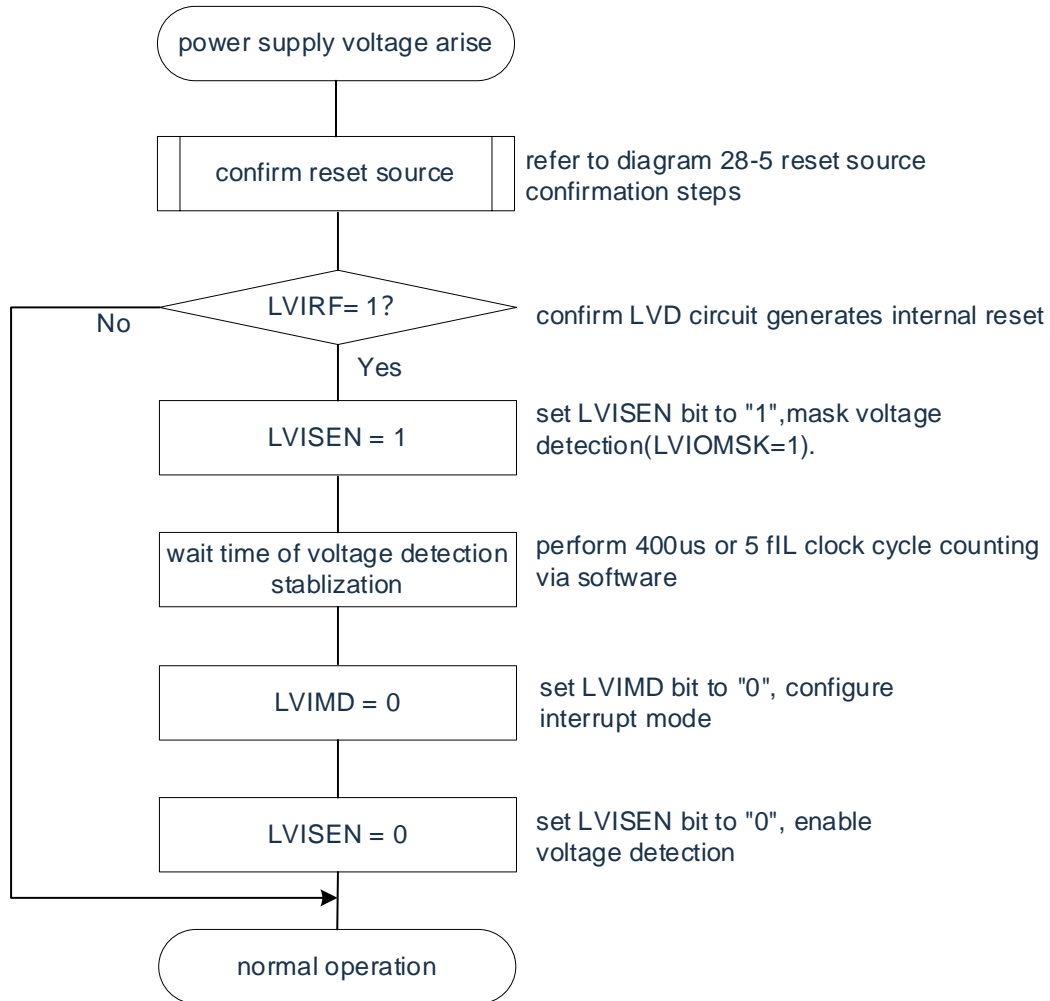 power supply voltage arise
confirm reset source
refer to diagram 28-5 reset source
confirmation steps
LVIRF= 1?
No
confirm LVD circuit generates internal reset
Yes
LVISEN = 1
set LVISEN bit to "1",mask voltage
detection(LVIOMSK=1).
wait time of voltage detection
stablization
perform 400us or 5 fIL clock cycle counting
via software
LVIMD = 0
set LVIMD bit to "0", configure
interrupt mode
LVISEN = 0
set LVISEN bit to "0", enable
voltage detection
normal operation